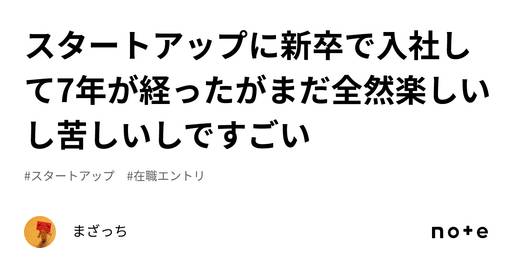 スタートアップに新卒で入社し
て7年が経ったがまだ全然楽しい
し苦しいしですごい
#スタートアップ #在職エントリ
まざっち
note